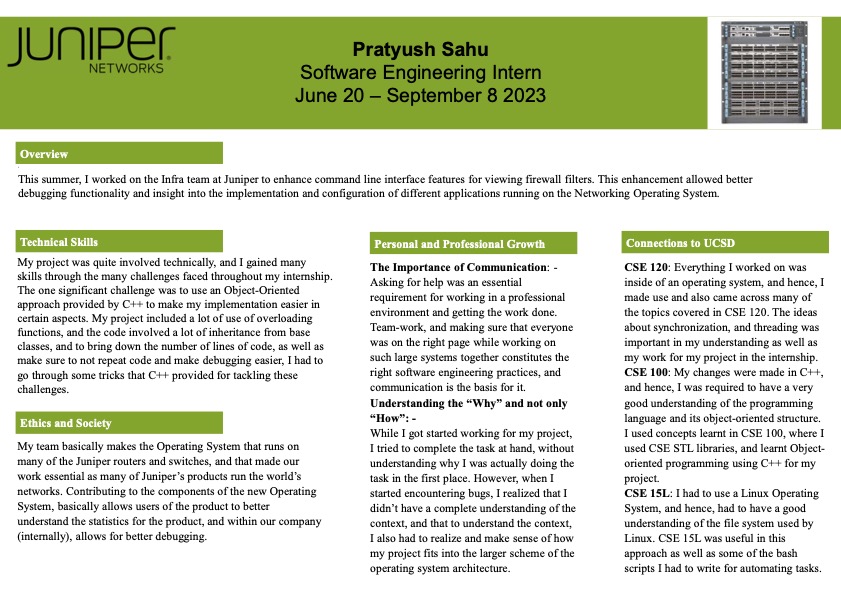 JUNIPEr
NETWORKS
Pratyush Sahu
Software Engineering Intern
June 20 – September 8 2023
Overview
This summer, I worked on the Infra team at Juniper to enhance command line interface features for viewing firewall filters. This enhancement allowed better
debugging functionality and insight into the implementation and configuration of different applications running on the Networking Operating System.
Technical Skills
My project was quite involved technically, and I gained many
skills through the many challenges faced throughout my internship.
The one significant challenge was to use an Object-Oriented
approach provided by C++ to make my implementation easier in
certain aspects. My project included a lot of use of overloading
functions, and the code involved a lot of inheritance from base
classes, and to bring down the number of lines of code, as well as
make sure to not repeat code and make debugging easier, I had to
go through some tricks that C++ provided for tackling these
challenges.
Ethics and Society
My team basically makes the Operating System that runs on
many of the Juniper routers and switches, and that made our
work essential as many of Juniper's products run the world's
networks. Contributing to the components of the new Operating
System, basically allows users of the product to better
understand the statistics for the product, and within our company
(internally), allows for better debugging.
Personal and Professional Growth
The Importance of Communication: -
Asking for help was an essential
requirement for working in a professional
environment and getting the work done.
Team-work, and making sure that everyone
was on the right page while working on
such large systems together constitutes the
right software engineering practices, and
communication is the basis for it.
Understanding the “Why” and not only
“How”: -
While I got started working for my project,
I tried to complete the task at hand, without
understanding why I was actually doing the
task in the first place. However, when I
started encountering bugs, I realized that I
didn't have a complete understanding of the
context, and that to understand the context,
I also had to realize and make sense of how
my project fits into the larger scheme of the
operating system architecture.
Connections to UCSD
CSE 120: Everything I worked on was
inside of an operating system, and hence, I
made use and also came across many of
the topics covered in CSE 120. The ideas
about synchronization, and threading was
important in my understanding as well as
my work for my project in the internship.
CSE 100: My changes were made in C++,
and hence, I was required to have a very
good understanding of the programming
language and its object-oriented structure.
I used concepts learnt in CSE 100, where I
used CSE STL libraries, and learnt Object-
oriented programming using C++ for my
project.
CSE 15L: I had to use a Linux Operating
System, and hence, had to have a good
understanding of the file system used by
Linux. CSE 15L was useful in this
approach as well as some of the bash
scripts I had to write for automating tasks.